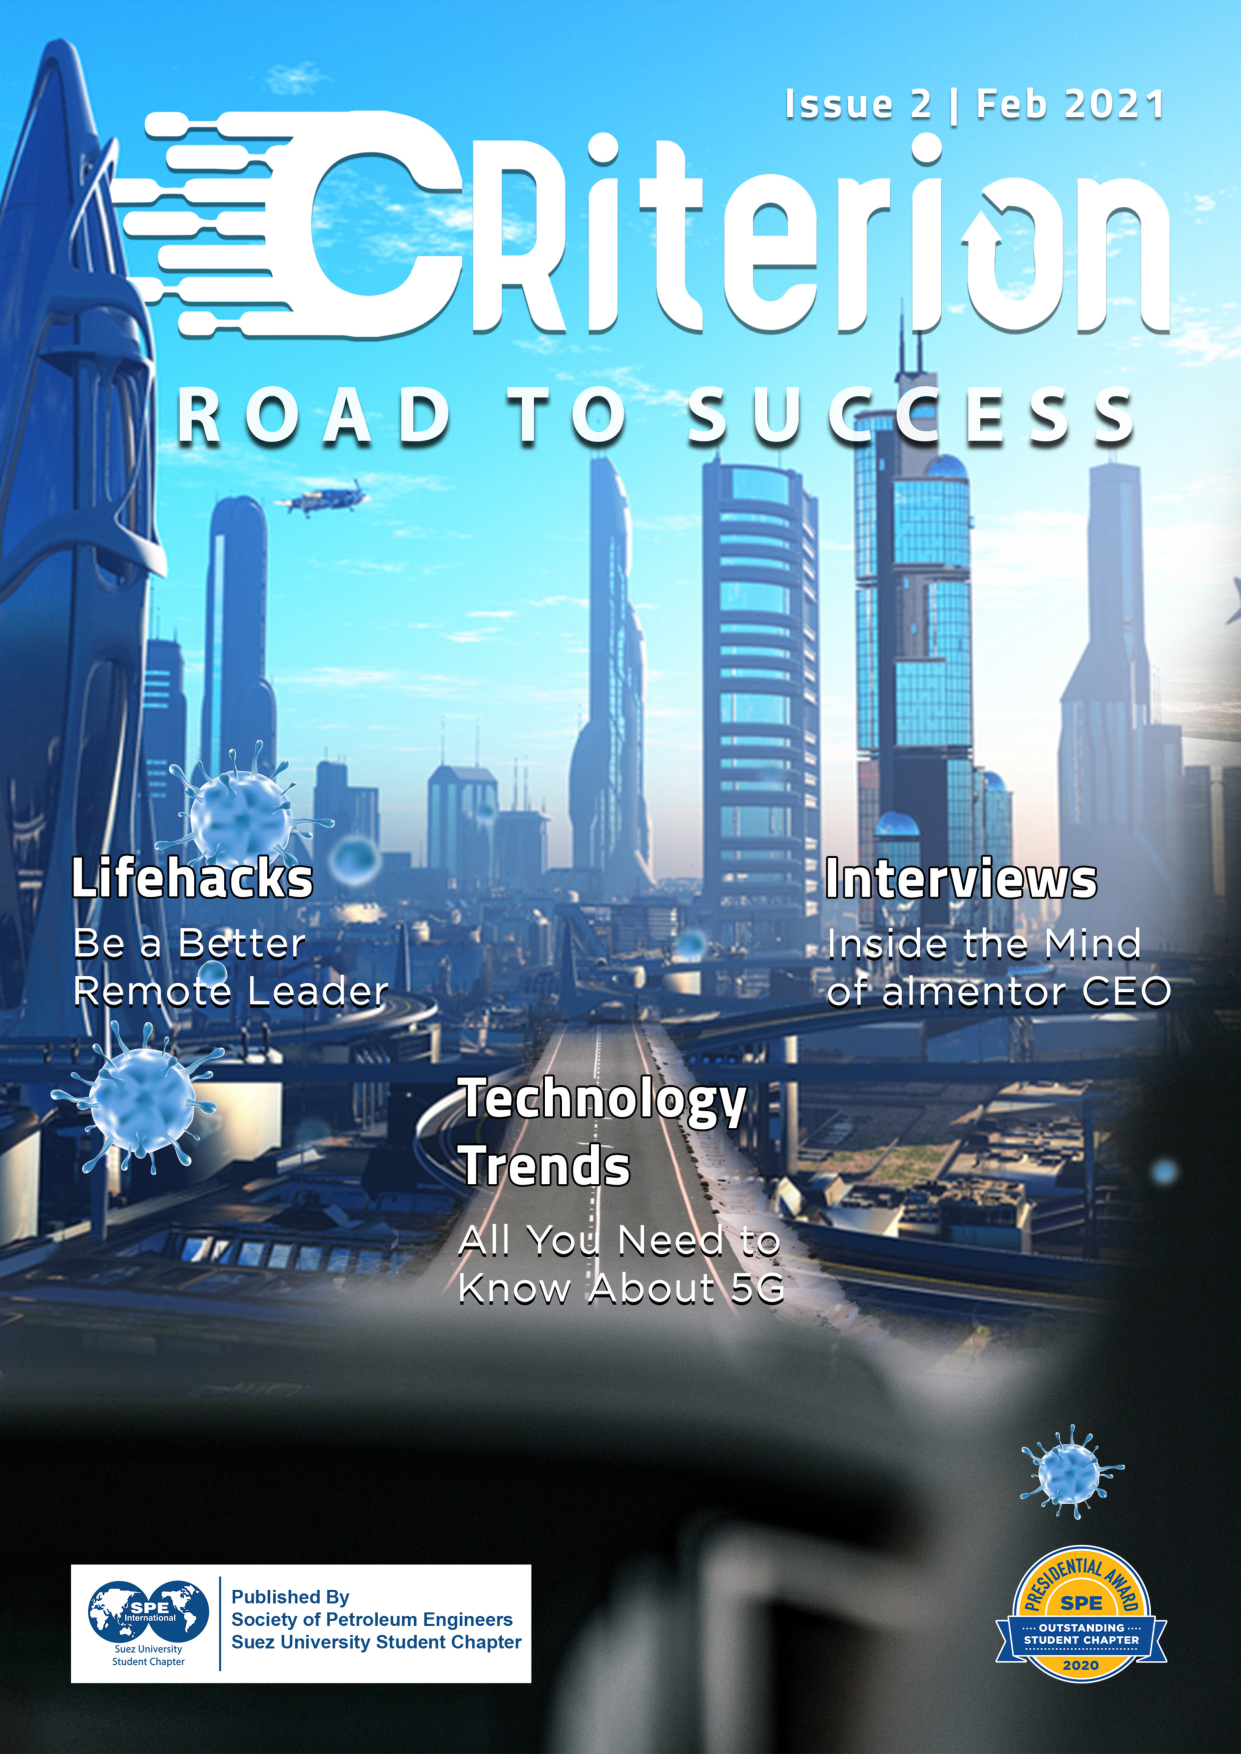 Issue 2 | Feb 2021
CRiterion
ROAD TO SUCCESS
Lifehacks
Be a Better
Remote Leader
Interviews
Inside the Mind
of almentor CEO
Technology
Trends
All You Need to
Know About 5G
SPE
International
Suez University
Student Chapter
Published By
Society of Petroleum Engineers
Suez University Student Chapter
PRESIDENTIAL AWARD
SPE
OUTSTANDING
STUDENT CHAPTER
2020